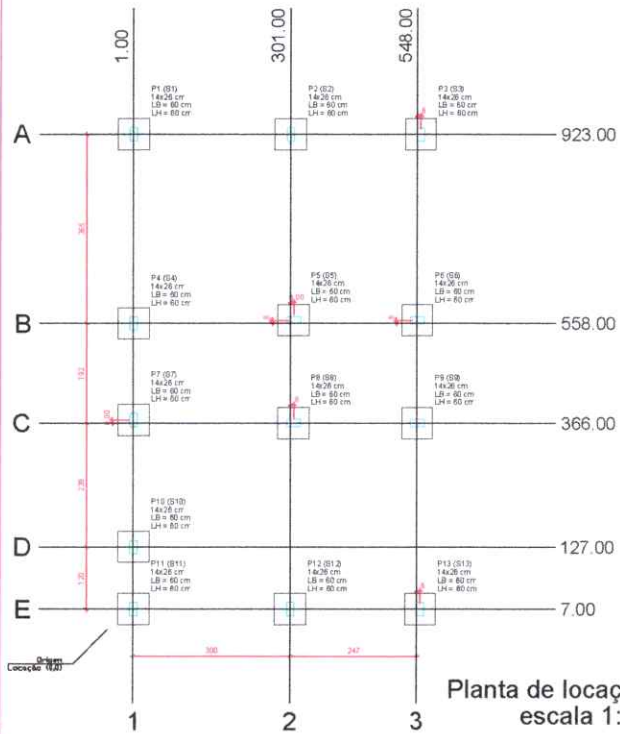 1.00
301.00
548.00
P1 (S1)
14x26 cm
LB = 60 cm
LH = 60 cm
P2 (S2)
14x26 cm
LB = 60 cm
LH = 60 cm
P3 (S3)
14x26 cm
LB = 60 cm
LH = 60 cm
A
923.00
365
P4 (S4)
14x26 cm
LB = 60 cm
LH = 60 cm
P5 (S5)
14x26 cm
LB = 60 cm
LH = 60 cm
P6 (S6)
14x26 cm
LB = 60 cm
LH = 60 cm
B
558.00
192
P7 (S7)
14x26 cm
LB = 60 cm
LH = 60 cm
P8 (S8)
14x26 cm
LB = 60 cm
LH = 60 cm
P9 (S9)
14x26 cm
LB = 60 cm
LH = 60 cm
C
366.00
239
P10 (S10)
14x26 cm
LB = 60 cm
LH = 60 cm
D
127.00
120
P11 (S11)
14x26 cm
LB = 60 cm
LH = 60 cm
P12 (S12)
14x26 cm
LB = 60 cm
LH = 60 cm
P13 (S13)
14x26 cm
LB = 60 cm
LH = 60 cm
E
7.00
300
247
Origem
Locação (0,0)
1
2
3
Planta de locaç
escala 1: